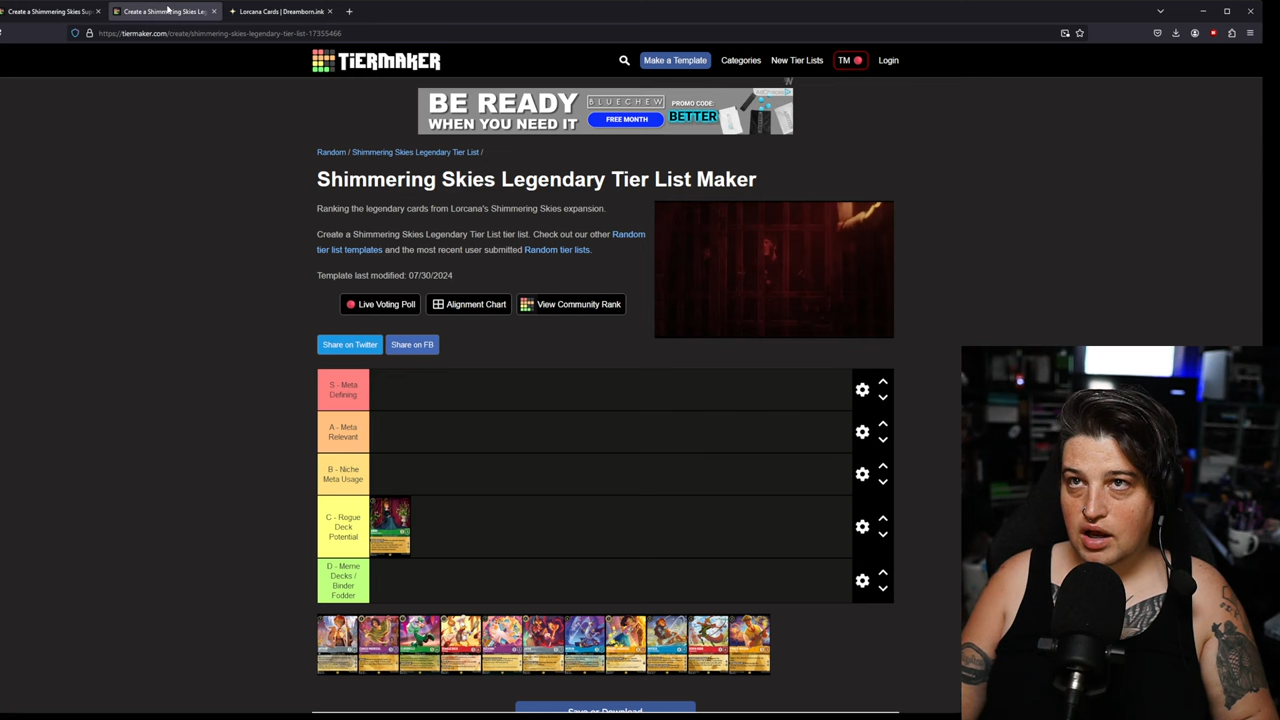 Create a Shimmering Skies Sup
Create a Shimmering Skies Leg
Lorcana Cards | Dreamborn.ink
https://tiermaker.com/create/shimmering-skies-legendary-tier-list-17355466
TiERMAKER
Make a Template
Categories
New Tier Lists
TM
Login
BE READY
WHEN YOU NEED IT
BLUECHEW
FREE MONTH
PROMO CODE:
BETTER
AdChoices
Random / Shimmering Skies Legendary Tier List /
Shimmering Skies Legendary Tier List Maker
Ranking the legendary cards from Lorcana's Shimmering Skies expansion.
Create a Shimmering Skies Legendary Tier List tier list. Check out our other Random
tier list templates and the most recent user submitted Random tier lists.
Template last modified: 07/30/2024
Live Voting Poll
Alignment Chart
View Community Rank
Share on Twitter
Share on FB
S - Meta
Defining
A - Meta
Relevant
B - Niche
Meta Usage
C - Rogue
Deck
Potential
D - Meme
Decks /
Binder
Fodder
Save or Download